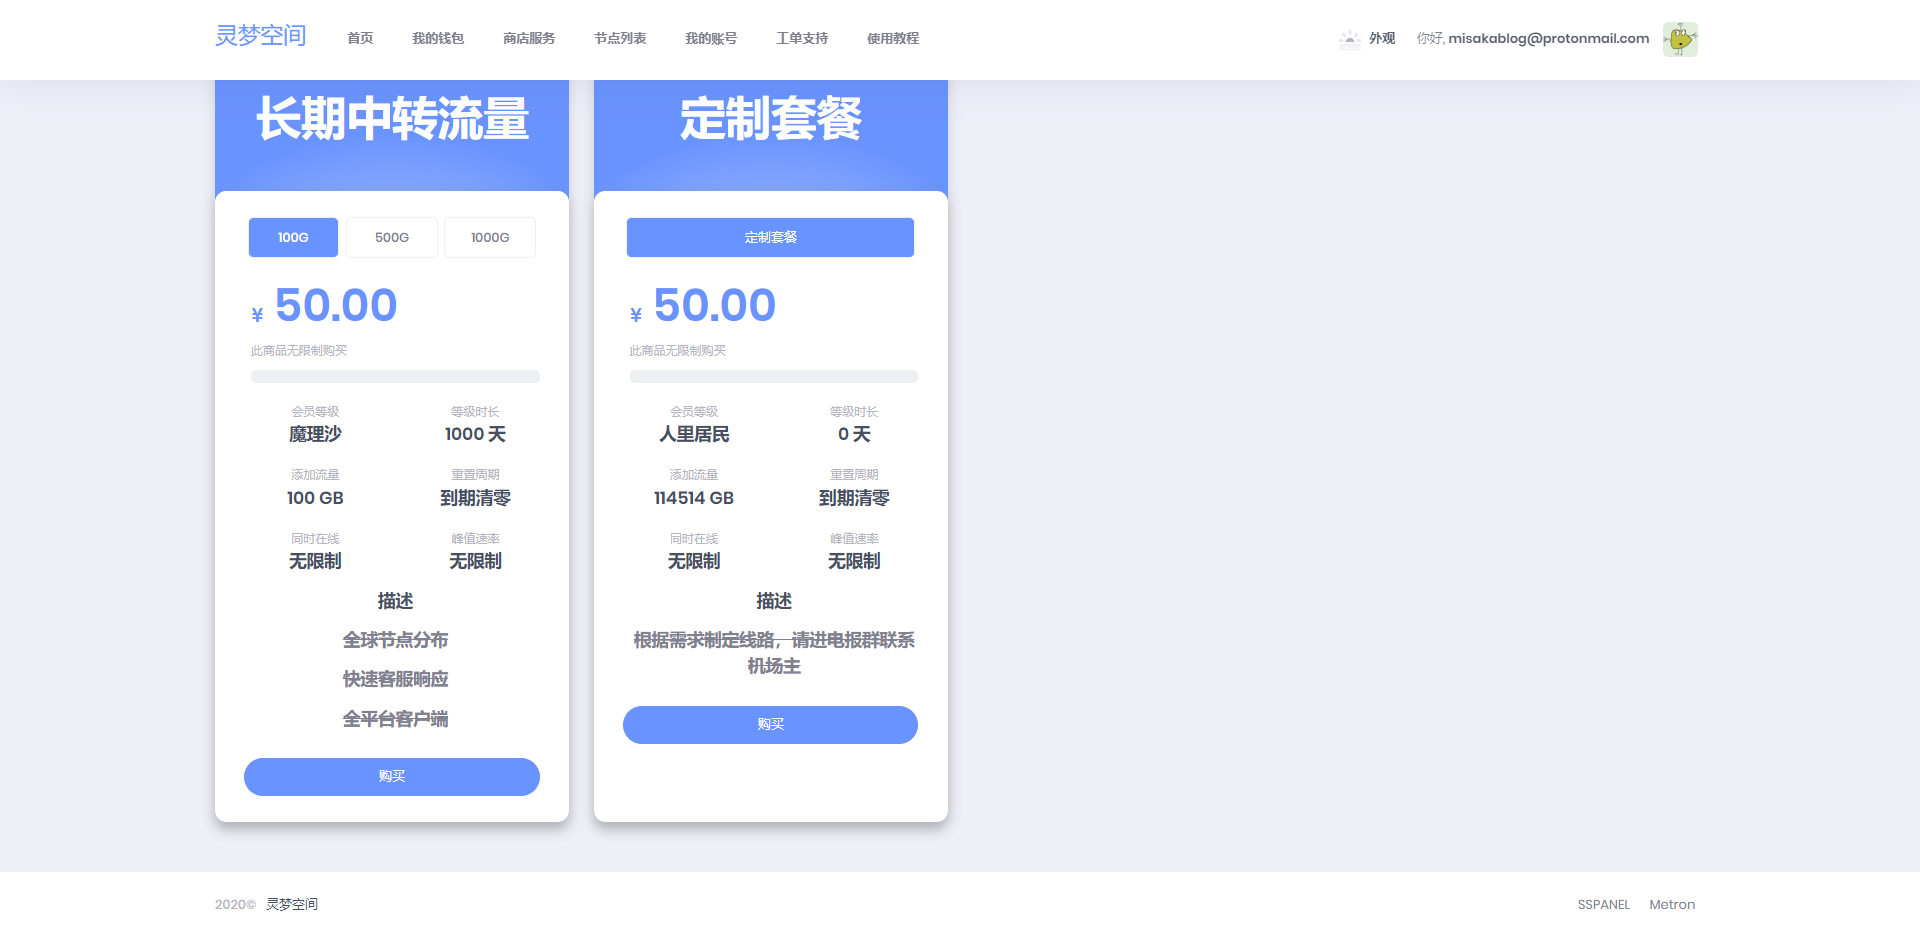 灵梦空间
首页
我的钱包
商店服务
节点列表
我的账号
工单支持
使用教程
外观
你好, misakablog@protonmail.com
长期中转流量
100G
500G
1000G
¥ 50.00
此商品无限制购买
会员等级
等级时长
魔理沙
1000 天
添加流量
重置周期
100 GB
到期清零
同时在线
峰值速率
无限制
无限制
描述
全球节点分布
快速客服响应
全平台客户端
购买
定制套餐
定制套餐
¥ 50.00
此商品无限制购买
会员等级
等级时长
人里居民
0 天
添加流量
重置周期
114514 GB
到期清零
同时在线
峰值速率
无限制
无限制
描述
根据需求制定线路，请进电报群联系
机场主
购买
2020© 灵梦空间
SSPANEL
Metron